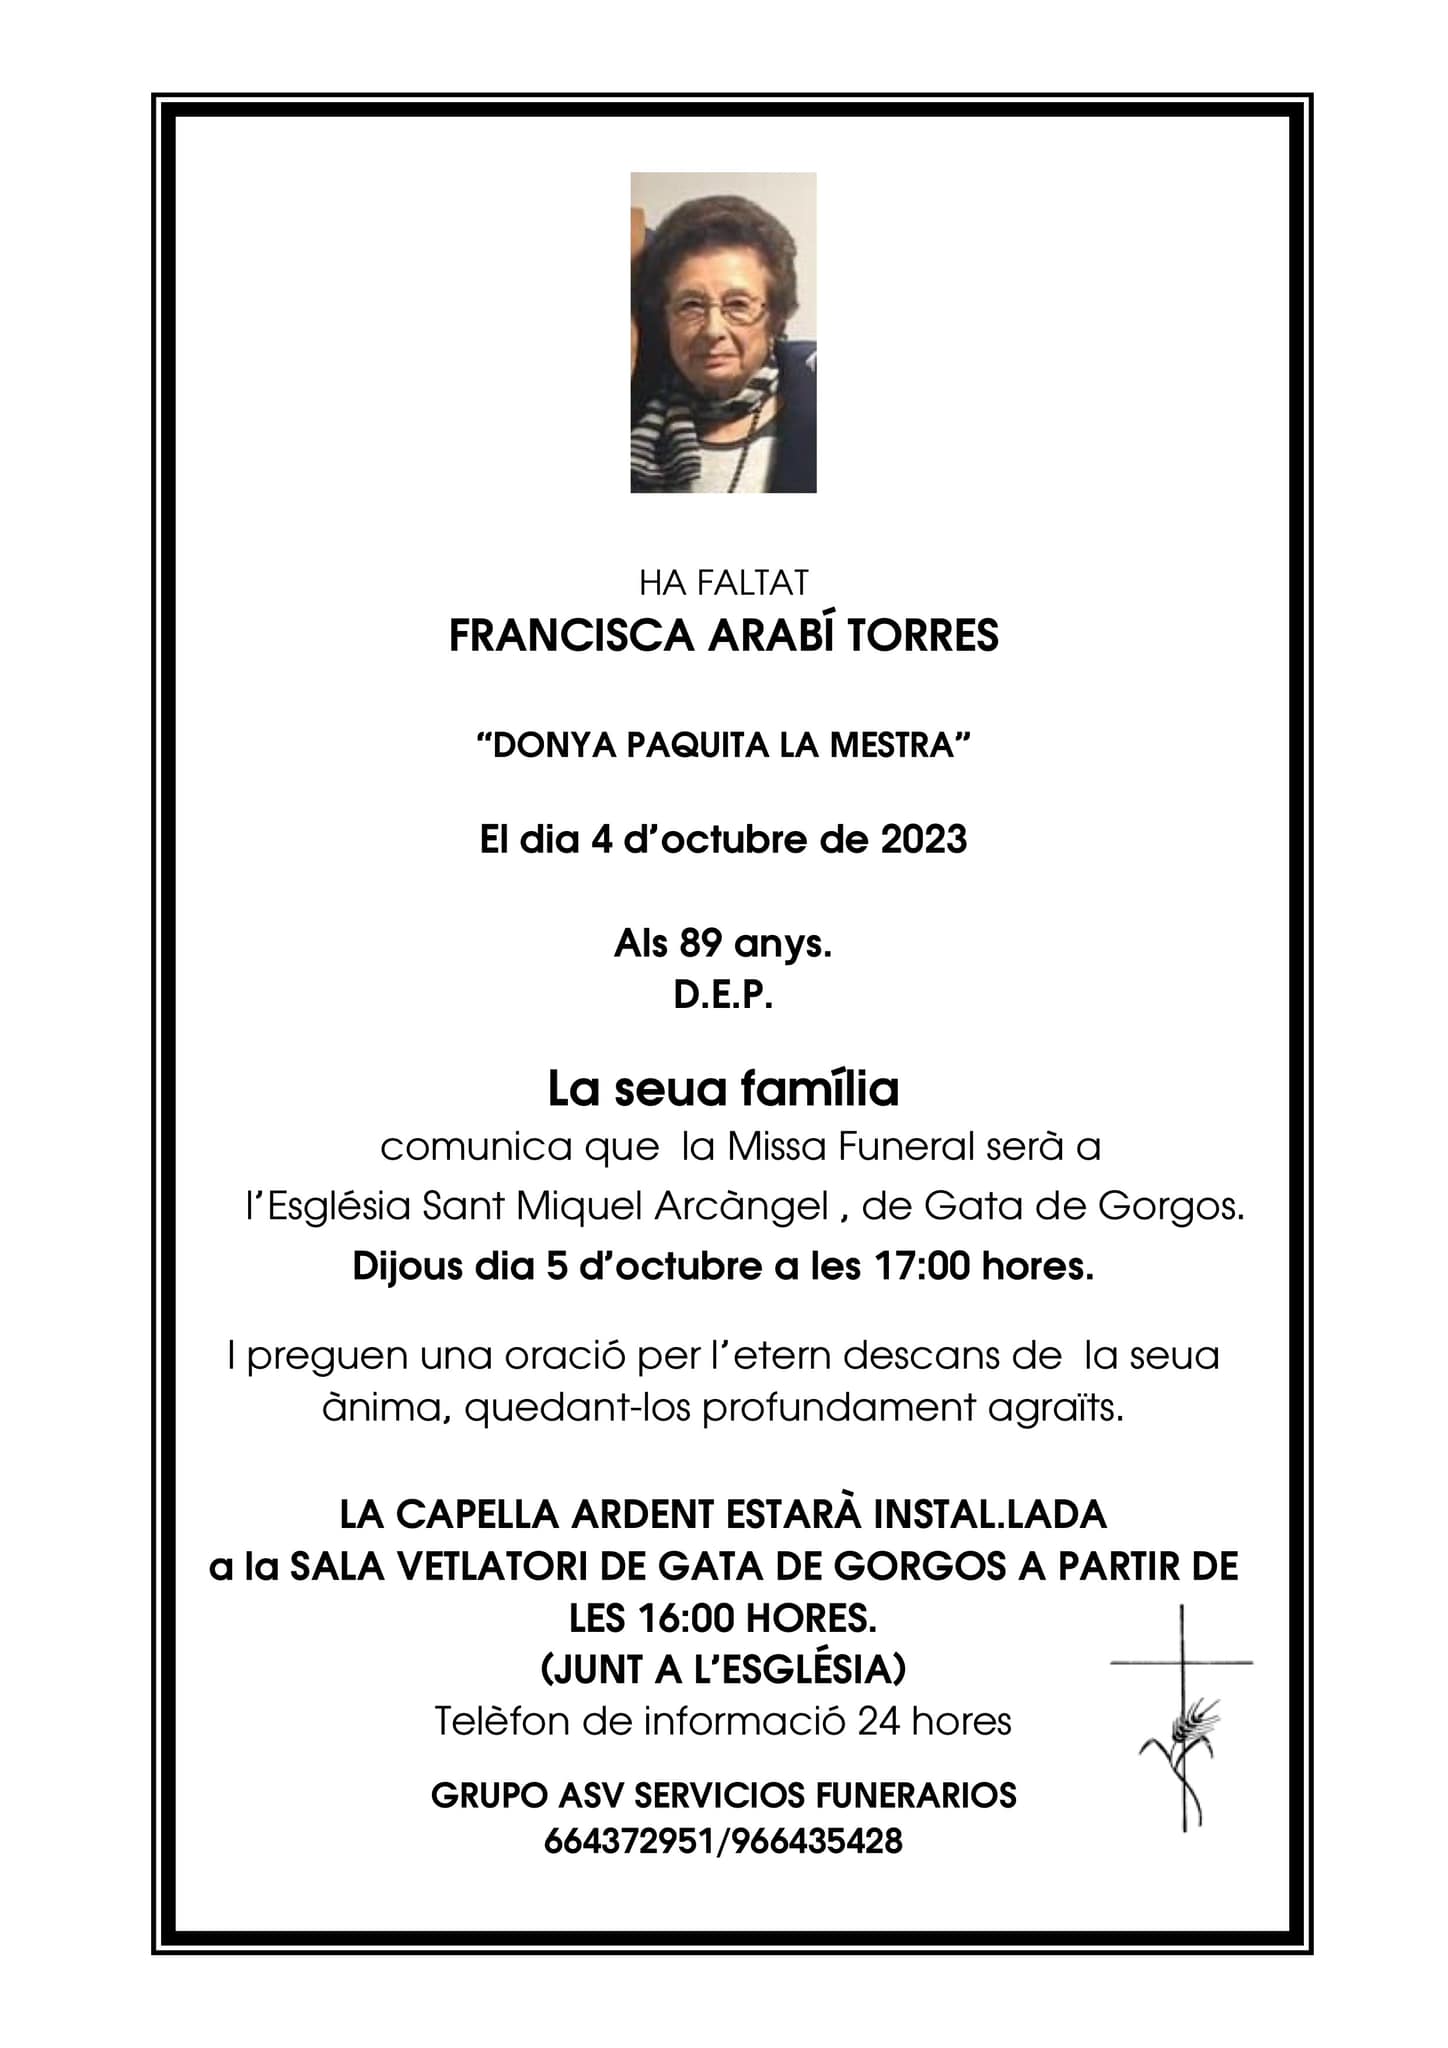 HA FALTAT
FRANCISCA ARABÍ TORRES
“DONYA PAQUITA LA MESTRA”
El dia 4 d’octubre de 2023
Als 89 anys.
D.E.P.
La seua família
comunica que la Missa Funeral serà a
l’Església Sant Miquel Arcàngel , de Gata de Gorgos.
Dijous dia 5 d’octubre a les 17:00 hores.
I preguen una oració per l’etern descans de la seua
ànima, quedant-los profundament agraïts.
LA CAPELLA ARDENT ESTARÀ INSTAL.LADA
a la SALA VETLATORI DE GATA DE GORGOS A PARTIR DE
LES 16:00 HORES.
(JUNT A L’ESGLÉSIA)
Telèfon de informació 24 hores
GRUPO ASV SERVICIOS FUNERARIOS
664372951/966435428